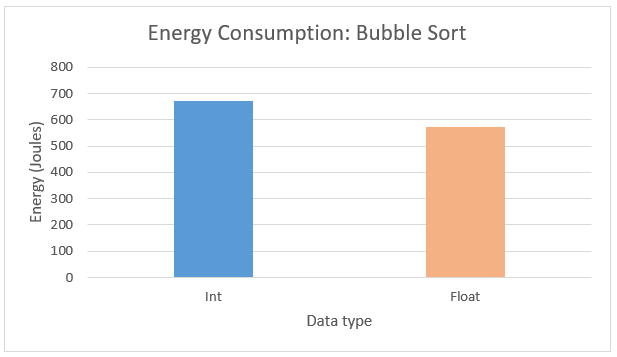 Energy Consumption: Bubble Sort
800
700
600
500
400
300
200
100
0
Energy (Joules)
Int
Float
Data type